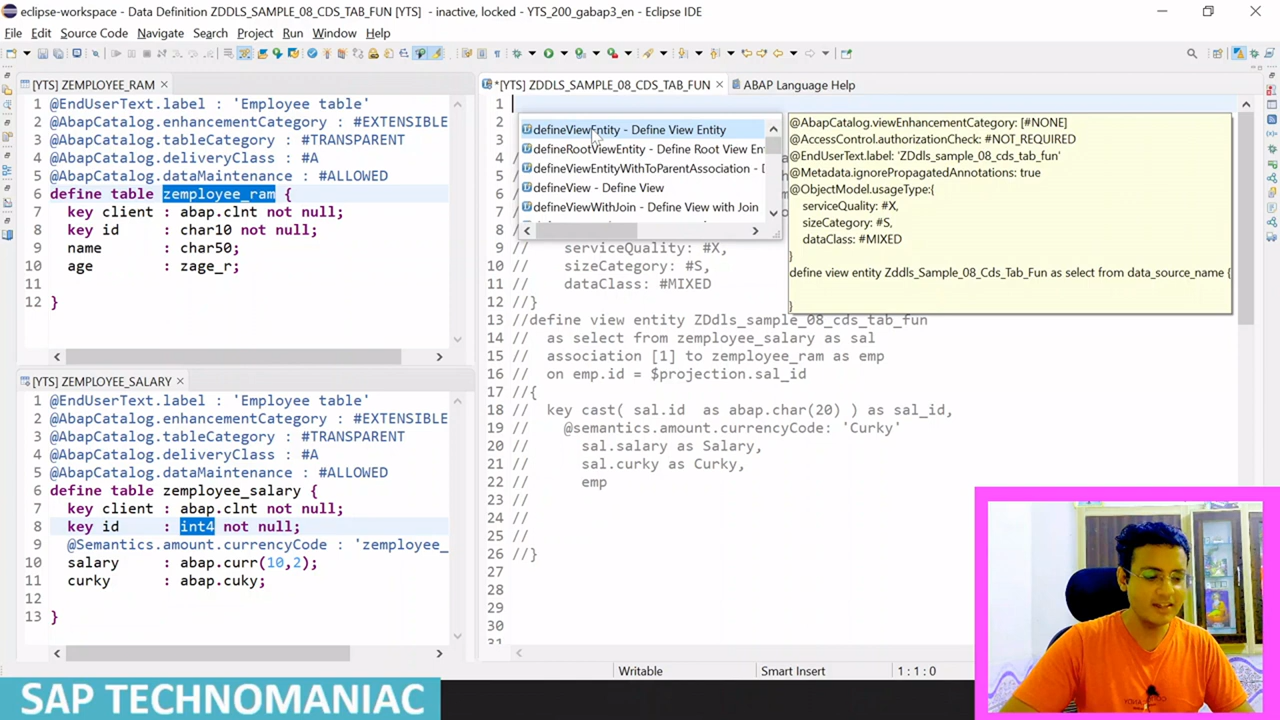 eclipse-workspace - Data Definition ZDDLS_SAMPLE_08_CDS_TAB_FUN [YTS] - inactive, locked - YTS_200_gabap3_en - Eclipse IDE
File Edit Source Code Navigate Search Project Run Window Help
[YTS] ZEMPLOYEE_RAM
1 @EndUserText.label : 'Employee table'
2 @AbapCatalog.enhancementCategory : #EXTENSIBLE
3 @AbapCatalog.tableCategory : #TRANSPARENT
4 @AbapCatalog.deliveryClass : #A
5 @AbapCatalog.dataMaintenance : #ALLOWED
6 define table zemployee_ram {
7 key client : abap.clnt not null;
8 key id : char10 not null;
9 name : char50;
10 age : zage_r;
11
12 }
[YTS] ZEMPLOYEE_SALARY
1 @EndUserText.label : 'Employee table'
2 @AbapCatalog.enhancementCategory : #EXTENSIBLE
3 @AbapCatalog.tableCategory : #TRANSPARENT
4 @AbapCatalog.deliveryClass : #A
5 @AbapCatalog.dataMaintenance : #ALLOWED
6 define table zemployee_salary {
7 key client : abap.clnt not null;
8 key id : int4 not null;
9 @Semantics.amount.currencyCode : 'zemployee_
10 salary : abap.curr(10,2);
11 curky : abap.cuky;
12
13 }
*[YTS] ZDDLS_SAMPLE_08_CDS_TAB_FUN
ABAP Language Help
1
2
3
4
5
6
7
8
defineViewEntity - Define View Entity
defineRootViewEntity - Define Root View Ent
defineViewEntityWithToParentAssociation - D
defineView - Define View
defineViewWithJoin - Define View with Join
@AbapCatalog.viewEnhancementCategory: [#NONE]
@AccessControl.authorizationCheck: #NOT_REQUIRED
@EndUserText.label: 'ZDdls_sample_08_cds_tab_fun'
@Metadata.ignorePropagatedAnnotations: true
@ObjectModel.usageType:{
serviceQuality: #X,
sizeCategory: #S,
dataClass: #MIXED
}
define view entity Zddls_Sample_08_Cds_Tab_Fun as select from data_source_name {
}
9 // serviceQuality: #X,
10 // sizeCategory: #S,
11 // dataClass: #MIXED
12 //}
13 //define view entity ZDdls_sample_08_cds_tab_fun
14 // as select from zemployee_salary as sal
15 // association [1] to zemployee_ram as emp
16 // on emp.id = $projection.sal_id
17 //{
18 // key cast( sal.id as abap.char(20) ) as sal_id,
19 // @semantics.amount.currencyCode: 'Curky'
20 // sal.salary as Salary,
21 // sal.curky as Curky,
22 // emp
23 //
24 //
25 //
26 //}
27
28
29
30
31
Writable Smart Insert 1 : 1 : 0
SAP TECHNOMANIAC